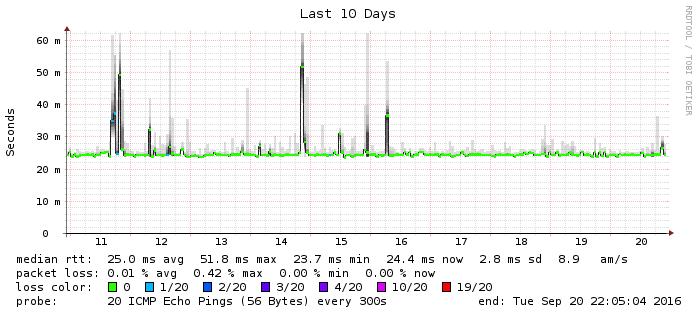 Last 10 Days
RRDTOOL / TOBI OETIKER
Seconds
60 m
50 m
40 m
30 m
20 m
10 m
0
11 12 13 14 15 16 17 18 19 20
median rtt: 25.0 ms avg 51.8 ms max 23.7 ms min 24.4 ms now 2.8 ms sd 8.9 am/s
packet loss: 0.01 % avg 0.42 % max 0.00 % min 0.00 % now
loss color: 0 1/20 2/20 3/20 4/20 10/20 19/20
probe: 20 ICMP Echo Pings (56 Bytes) every 300s end: Tue Sep 20 22:05:04 2016